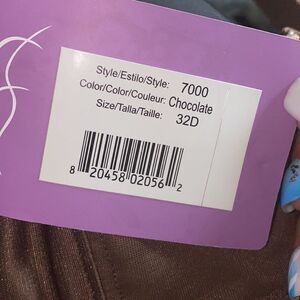 Style/Estilo/Style: 7000
Color/Color/Couleur: Chocolate
Size/Talla/Taille: 32D
8 20458 02056 2